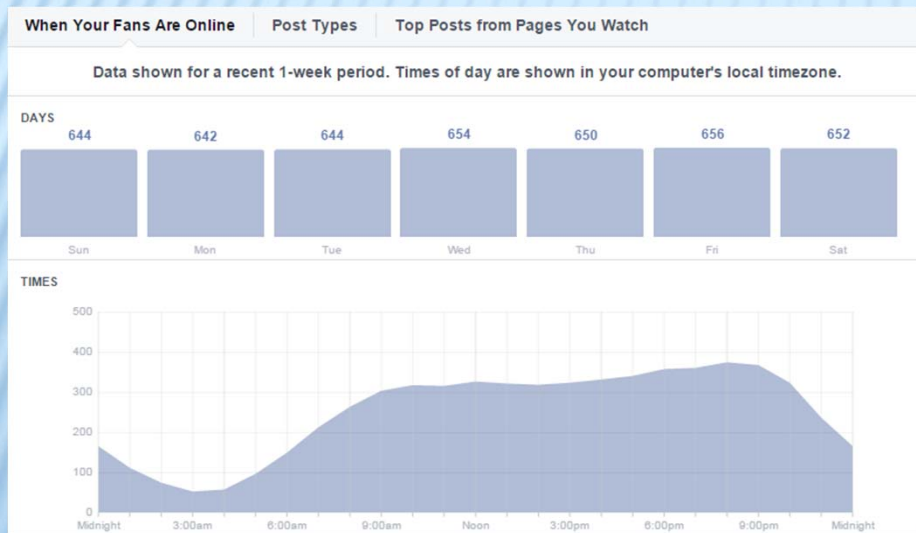 When Your Fans Are Online Post Types Top Posts from Pages You Watch
Data shown for a recent 1-week period. Times of day are shown in your computer's local timezone.
DAYS
644 642 644 654 650 656 652
Sun Mon Tue Wed Thu Fri Sat
TIMES
500
400
300
200
100
0
Midnight 3:00am 6:00am 9:00am Noon 3:00pm 6:00pm 9:00pm Midnight